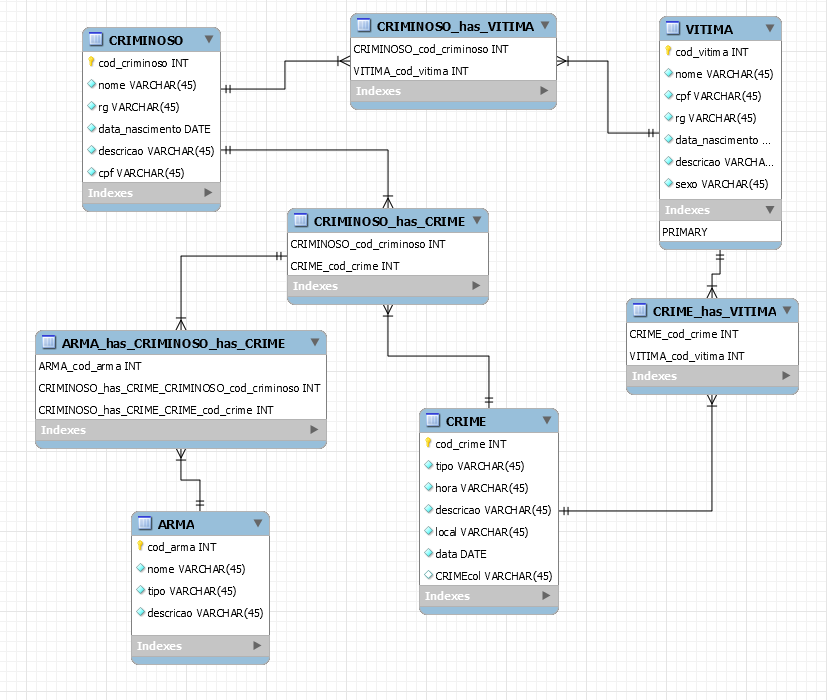 CRIMINOSO
cod_criminoso INT
nome VARCHAR(45)
rg VARCHAR(45)
data_nascimento DATE
descricao VARCHAR(45)
cpf VARCHAR(45)
Indexes
CRIMINOSO_has_VITIMA
CRIMINOSO_cod_criminoso INT
VITIMA_cod_vitima INT
Indexes
VITIMA
cod_vitima INT
nome VARCHAR(45)
cpf VARCHAR(45)
rg VARCHAR(45)
data_nascimento ...
descricao VARCHA...
sexo VARCHAR(45)
Indexes
PRIMARY
CRIMINOSO_has_CRIME
CRIMINOSO_cod_criminoso INT
CRIME_cod_crime INT
Indexes
CRIME_has_VITIMA
CRIME_cod_crime INT
VITIMA_cod_vitima INT
Indexes
ARMA_has_CRIMINOSO_has_CRIME
ARMA_cod_arma INT
CRIMINOSO_has_CRIME_CRIMINOSO_cod_criminoso INT
CRIMINOSO_has_CRIME_CRIME_cod_crime INT
Indexes
CRIME
cod_crime INT
tipo VARCHAR(45)
hora VARCHAR(45)
descricao VARCHAR(45)
local VARCHAR(45)
data DATE
CRIMEcol VARCHAR(45)
Indexes
ARMA
cod_arma INT
nome VARCHAR(45)
tipo VARCHAR(45)
descricao VARCHAR(45)
Indexes